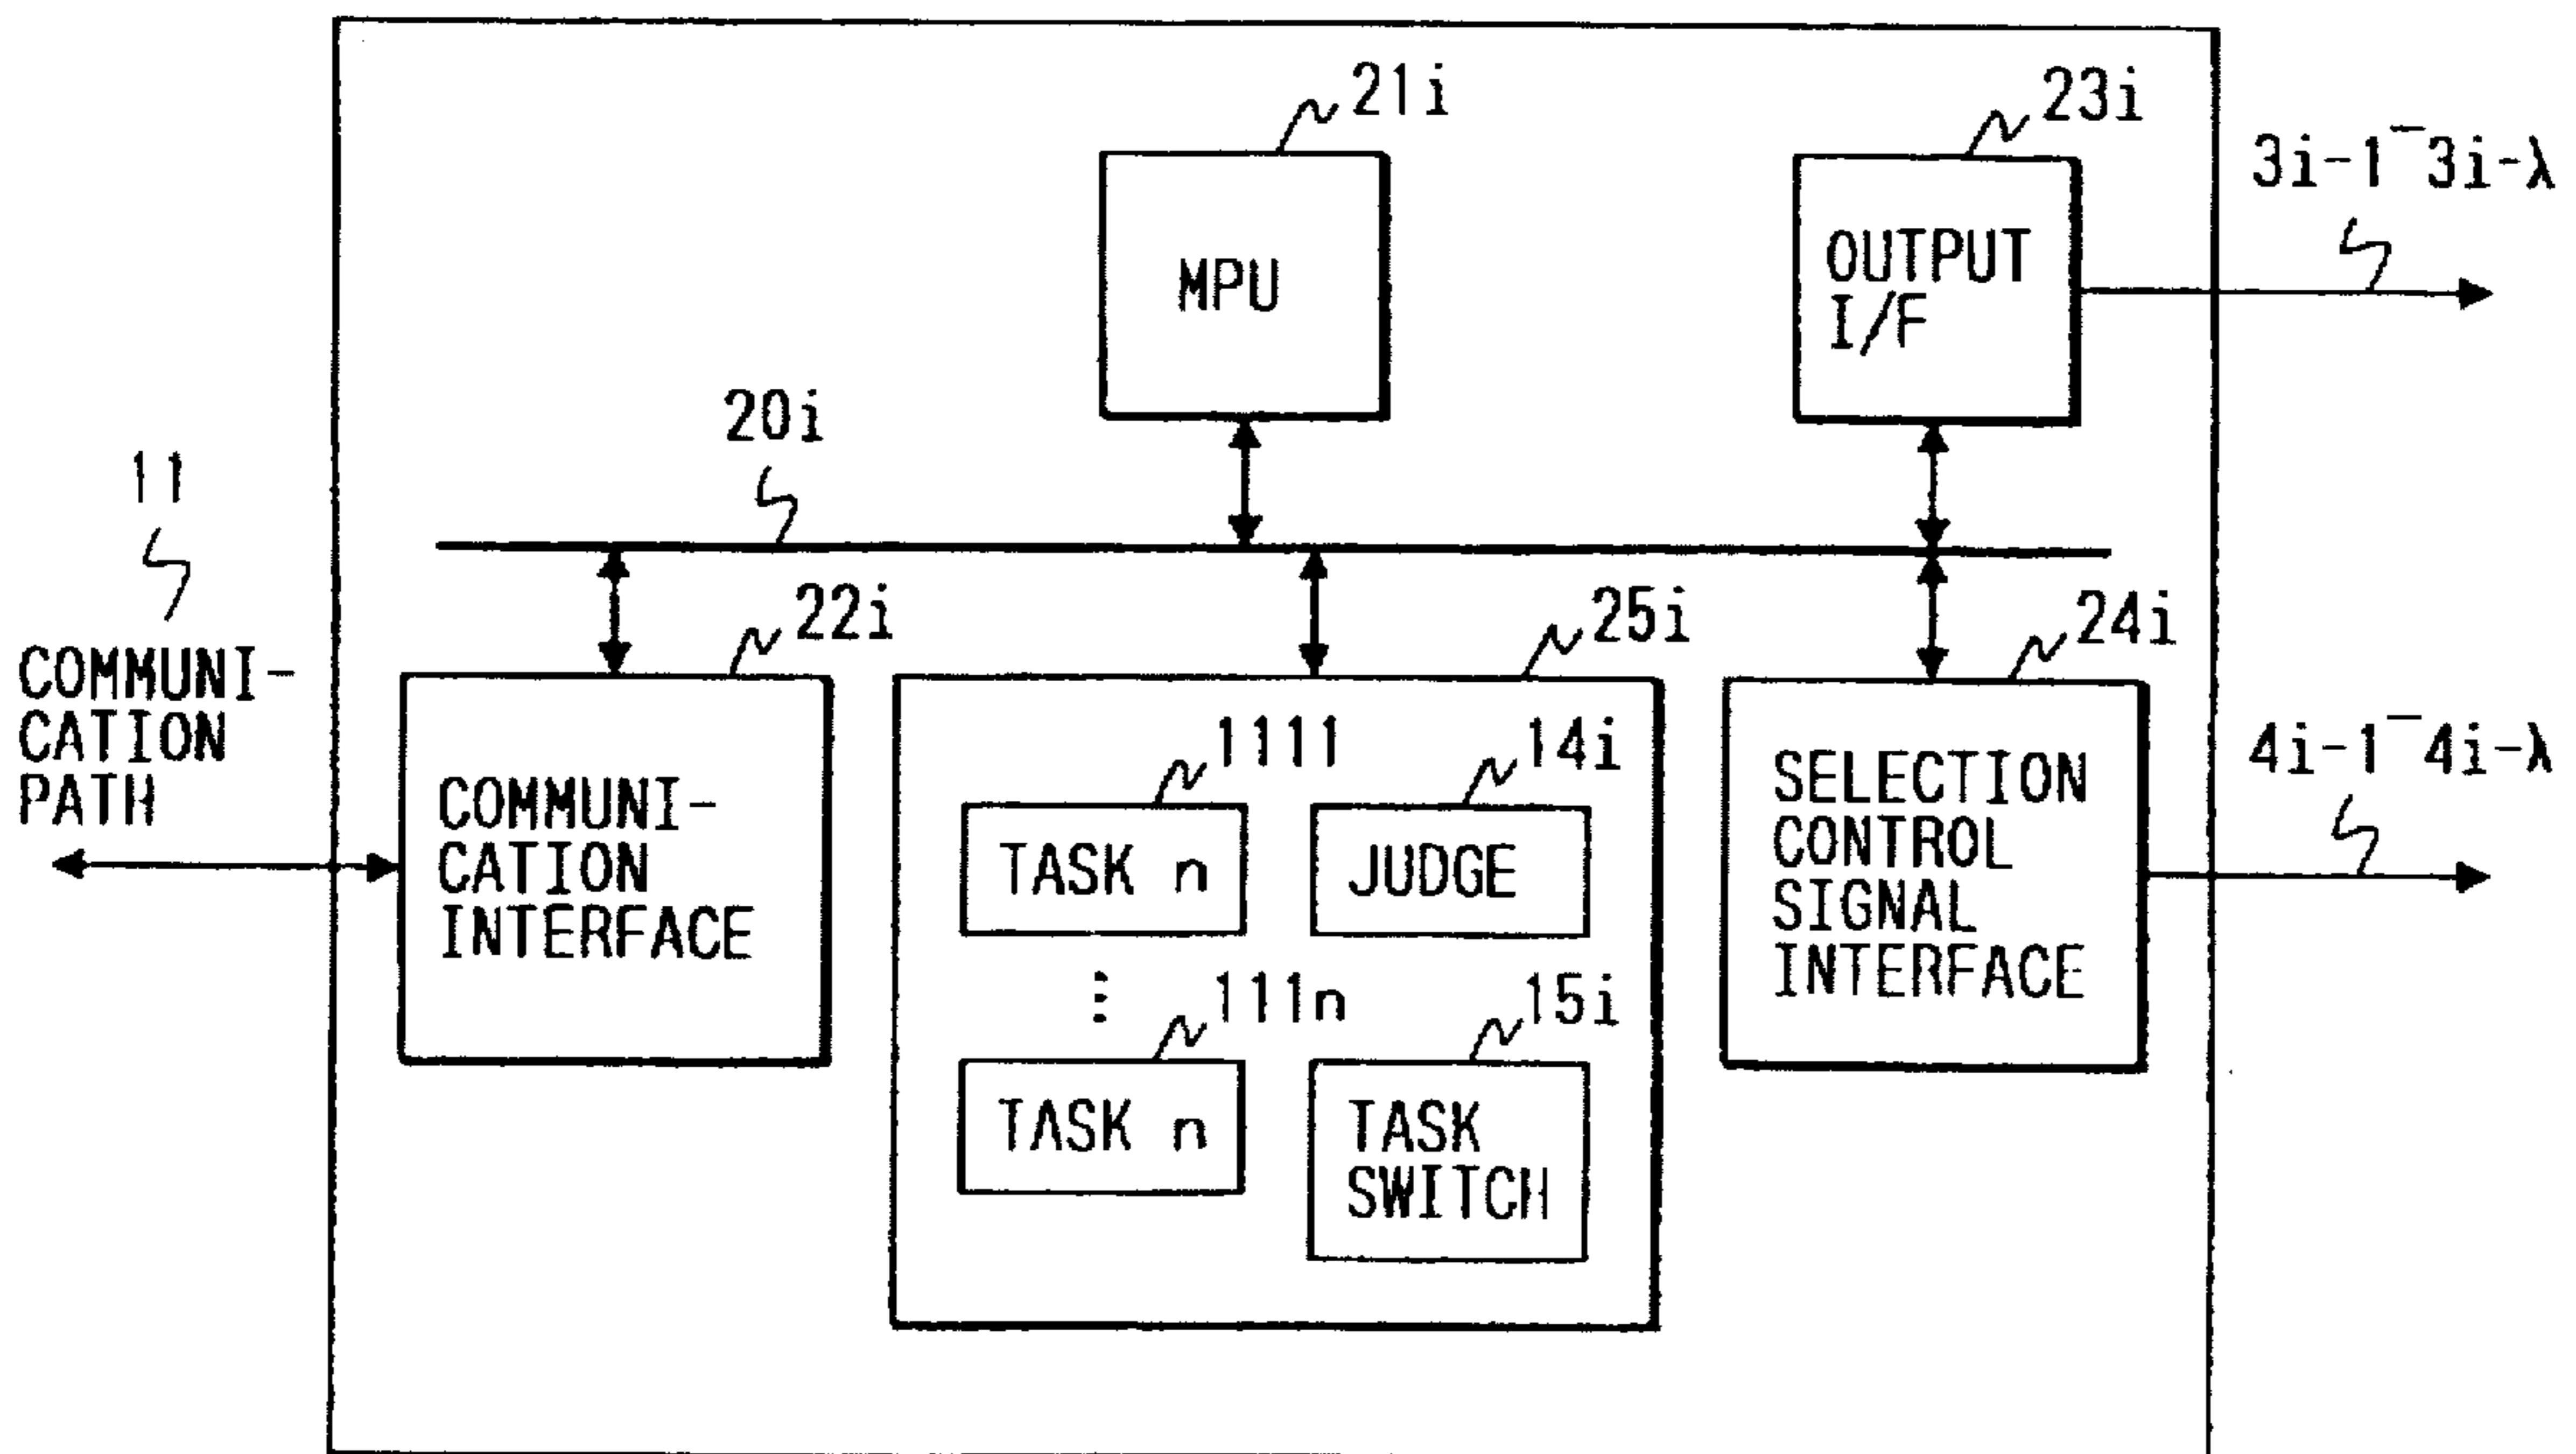 21i
23i
3i-1‾3i-λ
MPU
OUTPUT
I/F
20i
11
22i
25i
24i
COMMUNI-
CATION
PATH
COMMUNI-
CATION
INTERFACE
1111
14i
TASK n
JUDGE
⋮
111n
15i
TASK n
TASK
SWITCH
SELECTION
CONTROL
SIGNAL
INTERFACE
4i-1‾4i-λ